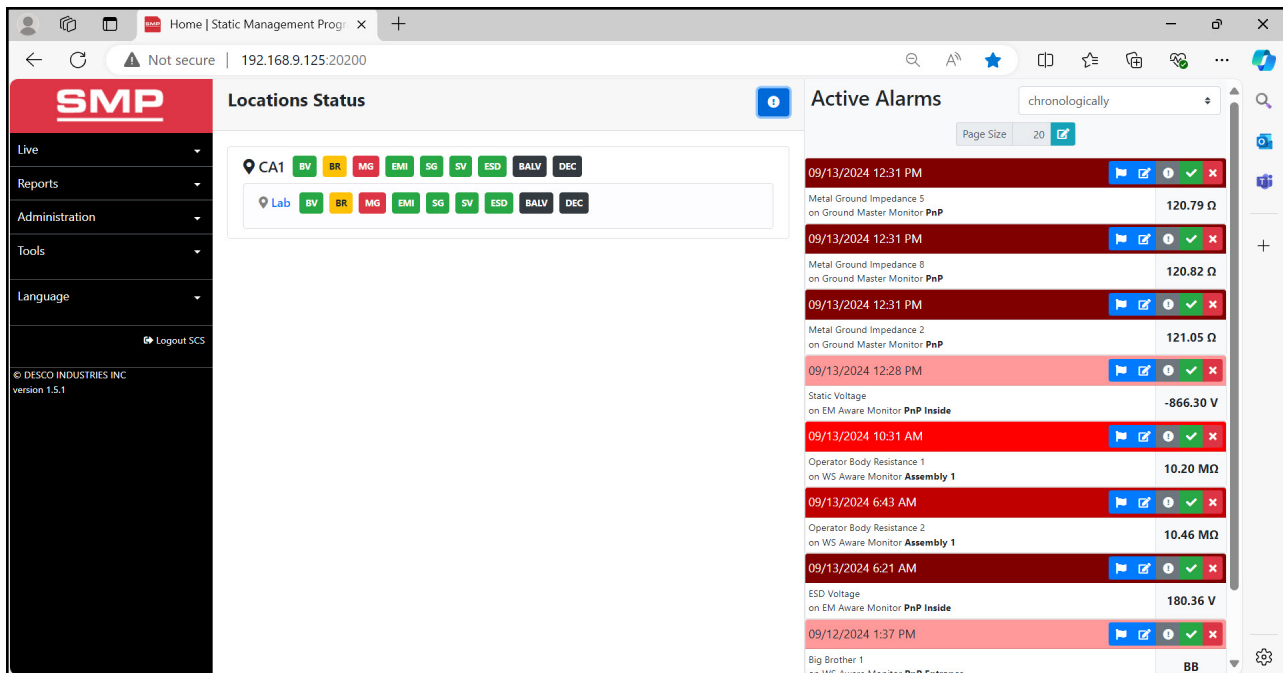 SMP
Home | Static Management Progr
Not secure
192.168.9.125:20200
SMP
Live
Reports
Administration
Tools
Language
Logout SCS
© DESCO INDUSTRIES INC
version 1.5.1
Locations Status
CA1 BV BR MG EMI SG SV ESD BALV DEC
Lab BV BR MG EMI SG SV ESD BALV DEC
Active Alarms
chronologically
Page Size 20
09/13/2024 12:31 PM
Metal Ground Impedance 5
on Ground Master Monitor PnP
120.79 Ω
09/13/2024 12:31 PM
Metal Ground Impedance 8
on Ground Master Monitor PnP
120.82 Ω
09/13/2024 12:31 PM
Metal Ground Impedance 2
on Ground Master Monitor PnP
121.05 Ω
09/13/2024 12:28 PM
Static Voltage
on EM Aware Monitor PnP Inside
-866.30 V
09/13/2024 10:31 AM
Operator Body Resistance 1
on WS Aware Monitor Assembly 1
10.20 MΩ
09/13/2024 6:43 AM
Operator Body Resistance 2
on WS Aware Monitor Assembly 1
10.46 MΩ
09/13/2024 6:21 AM
ESD Voltage
on EM Aware Monitor PnP Inside
180.36 V
09/12/2024 1:37 PM
Big Brother 1
on WS Aware Monitor PnP Entrance
BB